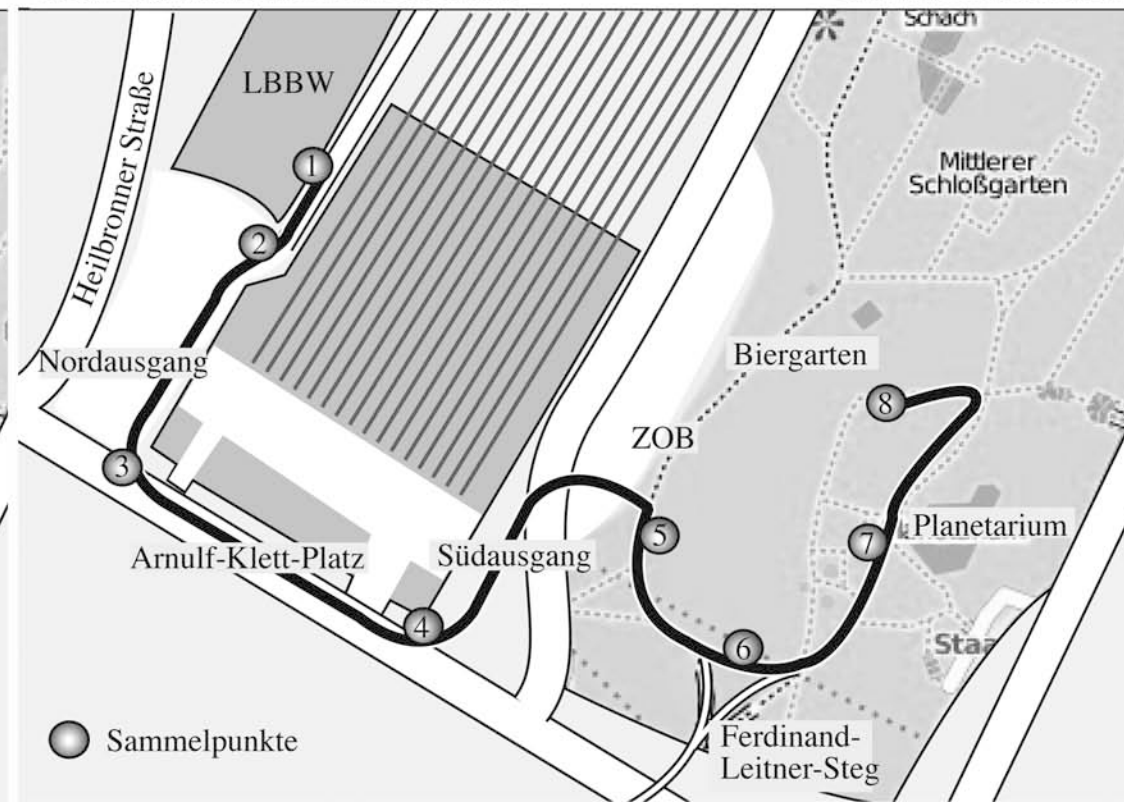 Schach
LBBW
Heilbronner Straße
1
Mittlerer
Schloßgarten
2
Nordausgang
Biergarten
8
ZOB
3
5
7
Planetarium
Arnulf-Klett-Platz
Südausgang
4
6
Staa
Sammelpunkte
Ferdinand-
Leitner-Steg